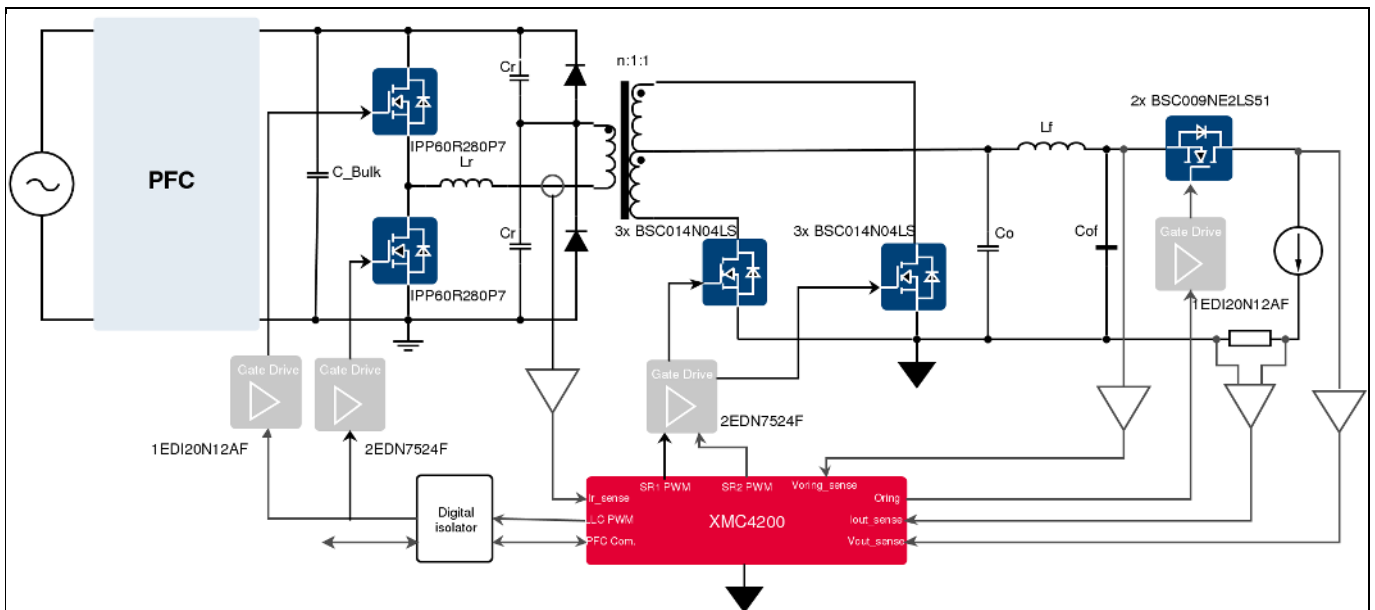 n:1:1
Cr
2x BSC009NE2LS51
Lf
IPP60R280P7
Lr
PFC
C_Bulk
3x BSC014N04LS
3x BSC014N04LS
Cr
Co
Cof
Gate Drive
IPP60R280P7
1EDI20N12AF
Gate Drive
Gate Drive
Gate Drive
2EDN7524F
1EDI20N12AF
2EDN7524F
SR1 PWM
SR2 PWM
Voring_sense
Ir_sense
Oring
Digital
isolator
LLC PWM
XMC4200
Iout_sense
PFC Com.
Vout_sense